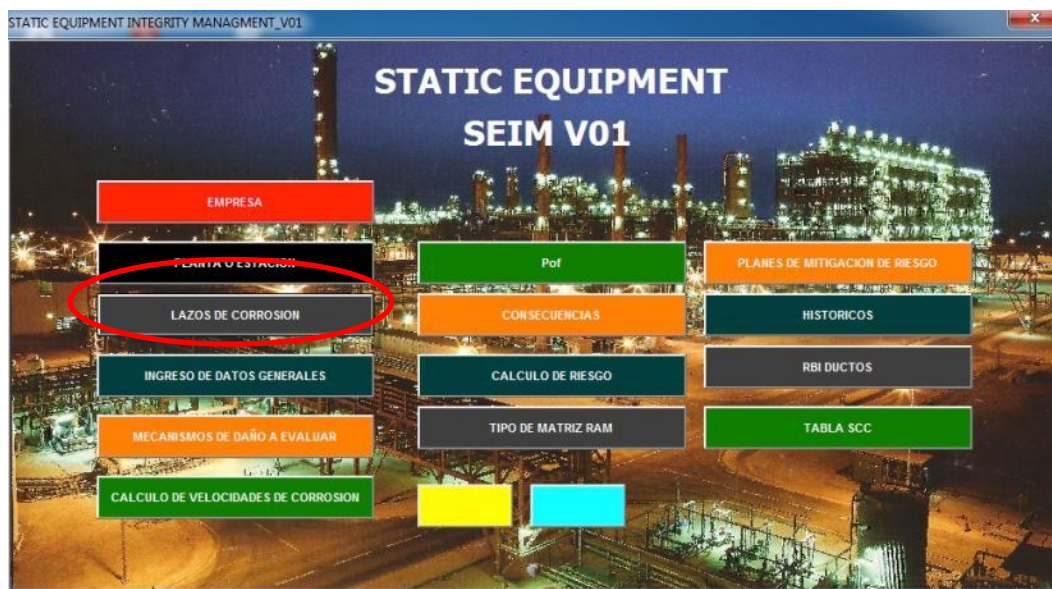 STATIC EQUIPMENT INTEGRITY MANAGMENT_V01
STATIC EQUIPMENT
SEIM V01
EMPRESA
PLANTA O ESTACION
Pof
PLANES DE MITIGACION DE RIESGO
LAZOS DE CORROSION
CONSECUENCIAS
HISTORICOS
INGRESO DE DATOS GENERALES
CALCULO DE RIESGO
RBI DUCTOS
MECANISMOS DE DAÑO A EVALUAR
TIPO DE MATRIZ RAM
TABLA SCC
CALCULO DE VELOCIDADES DE CORROSION